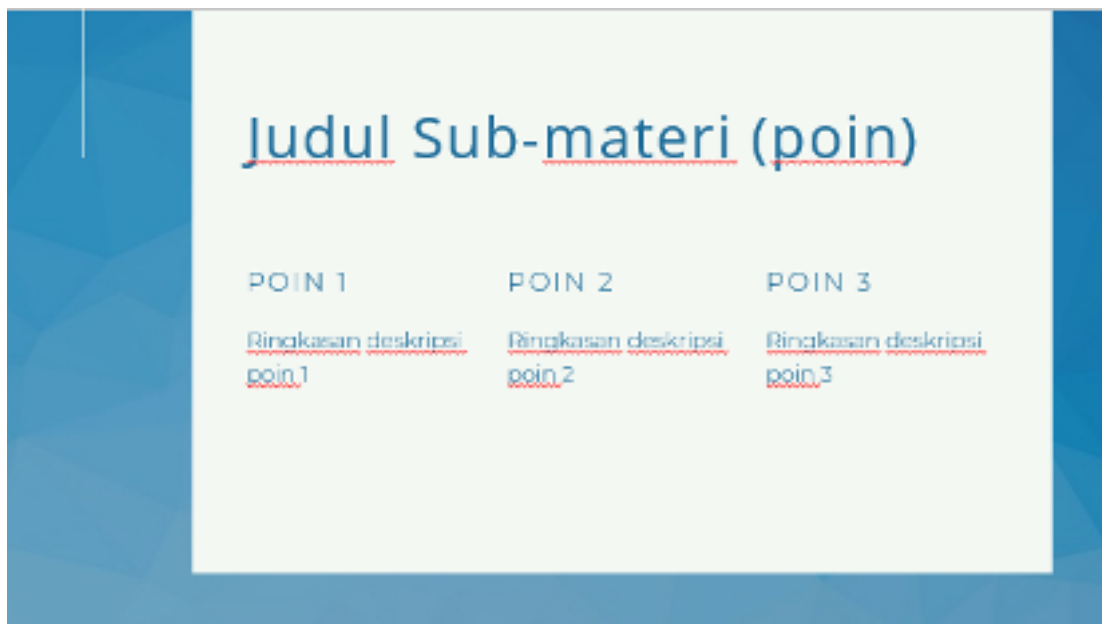 Judul Sub-materi (poin)
POIN 1
Ringkasan deskripsi
poin 1
POIN 2
Ringkasan deskripsi
poin 2
POIN 3
Ringkasan deskripsi
poin 3